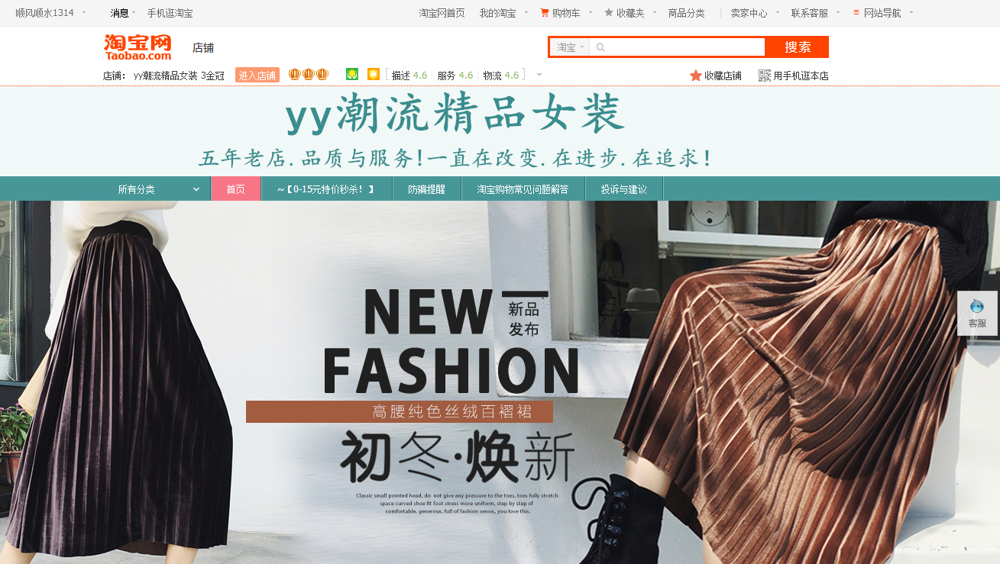 顺风顺水1314 消息 手机逛淘宝 淘宝网首页 我的淘宝 购物车 收藏夹 商品分类 卖家中心 联系客服 网站导航
淘宝网
Taobao.com
店铺
淘宝 搜索
店铺： yy潮流精品女装 3金冠 进入店铺 描述 4.6 服务 4.6 物流 4.6 收藏店铺 用手机逛本店
yy潮流精品女装
五年老店.品质与服务!一直在改变.在进步.在追求!
所有分类 首页 ~【0-15元特价秒杀！】 防骗提醒 淘宝购物常见问题解答 投诉与建议
NEW 新品
发布
FASHION
高腰纯色丝绒百褶裙
初冬·焕新
Classic small pointed head, do not give any pressure to the toes, toes fully stretch
space curved shoe fit foot stress more uniform, step by step of
comfortable, generous, full of fashion sense,, you love this.
客服